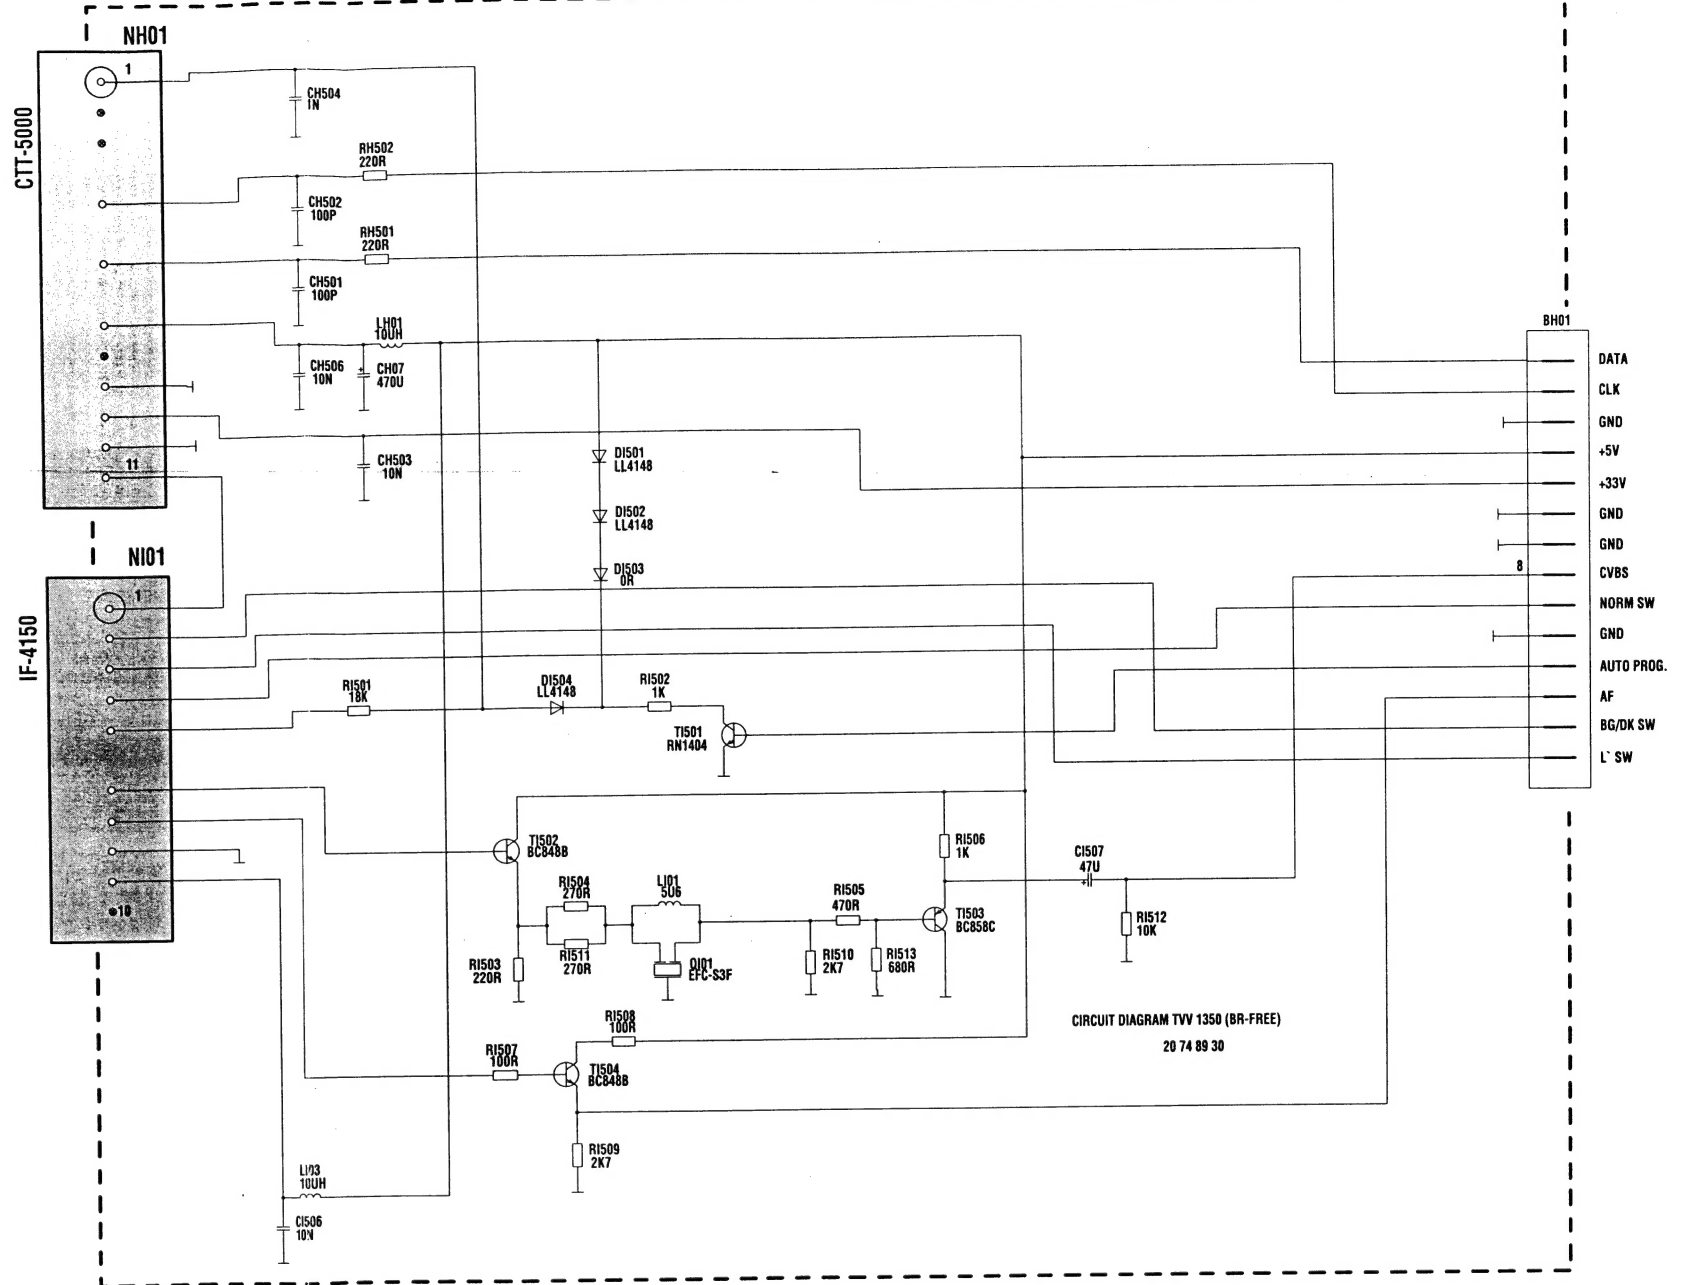 NH01
1
CTT-5000
CH504
1N
RH502
220R
CH502
100P
RH501
220R
CH501
100P
LH01
10UH
CH506
10N
CH07
470U
CH503
10N
11
DI501
LL4148
DI502
LL4148
DI503
0R
BH01
DATA
CLK
GND
+5V
+33V
GND
GND
8
CVBS
NORM SW
GND
AUTO PROG.
AF
BG/DK SW
L` SW
NI01
1
IF-4150
10
RI501
18K
DI504
LL4148
RI502
1K
TI501
RN1404
TI502
BC848B
RI504
270R
RI511
270R
RI503
220R
LI01
5U6
QI01
EFC-S3F
RI505
470R
RI510
2K7
RI513
680R
RI506
1K
TI503
BC858C
CI507
47U
RI512
10K
RI508
100R
RI507
100R
TI504
BC848B
RI509
2K7
LI03
10UH
CI506
10N
CIRCUIT DIAGRAM TVV 1350 (BR-FREE)
20 74 89 30